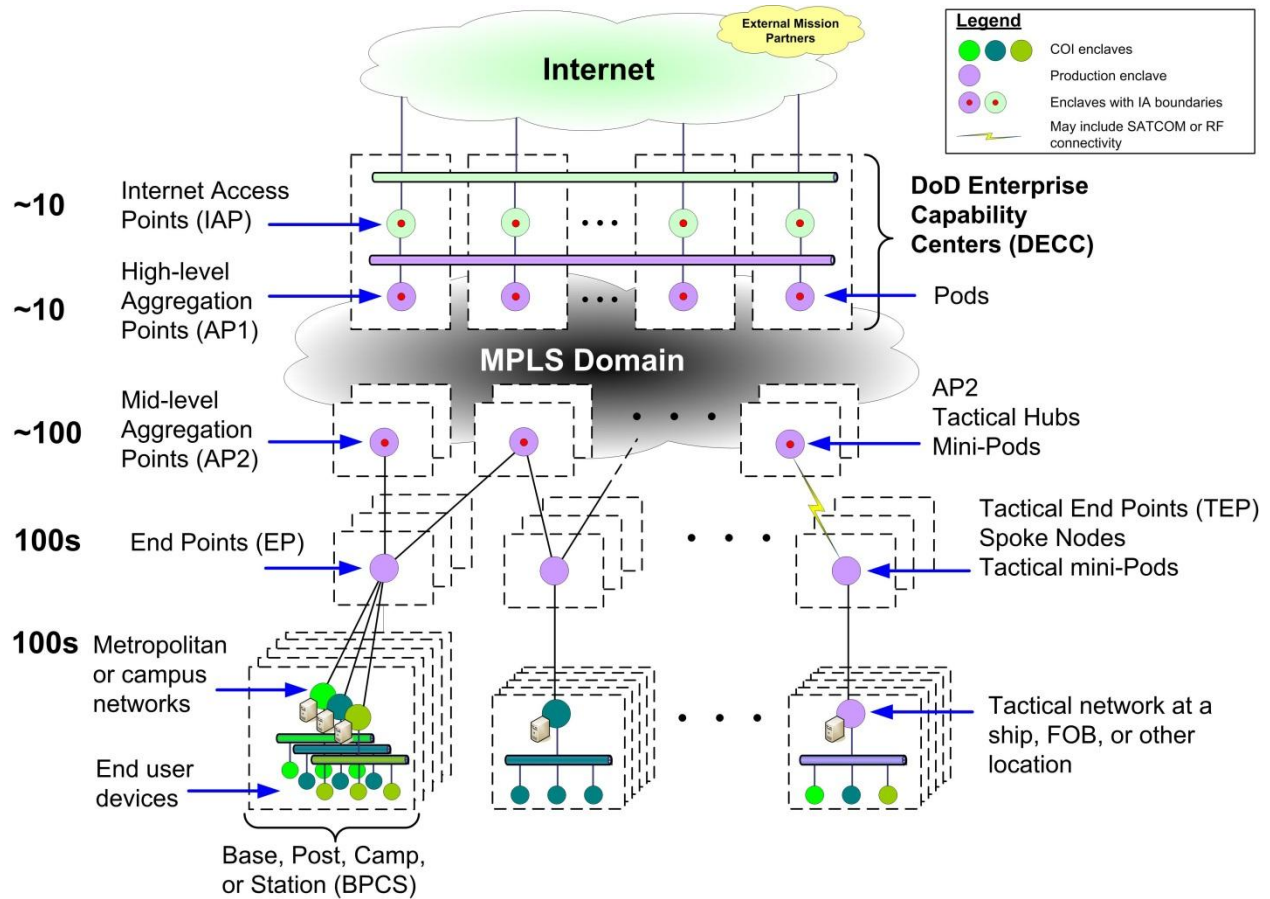 External Mission
Partners
Internet
Legend
COI enclaves
Production enclave
Enclaves with IA boundaries
May include SATCOM or RF
connectivity
~10
Internet Access
Points (IAP)
DoD Enterprise
Capability
Centers (DECC)
~10
High-level
Aggregation
Points (AP1)
Pods
MPLS Domain
~100
Mid-level
Aggregation
Points (AP2)
AP2
Tactical Hubs
Mini-Pods
100s
End Points (EP)
Tactical End Points (TEP)
Spoke Nodes
Tactical mini-Pods
100s
Metropolitan
or campus
networks
Tactical network at a
ship, FOB, or other
location
End user
devices
Base, Post, Camp,
or Station (BPCS)